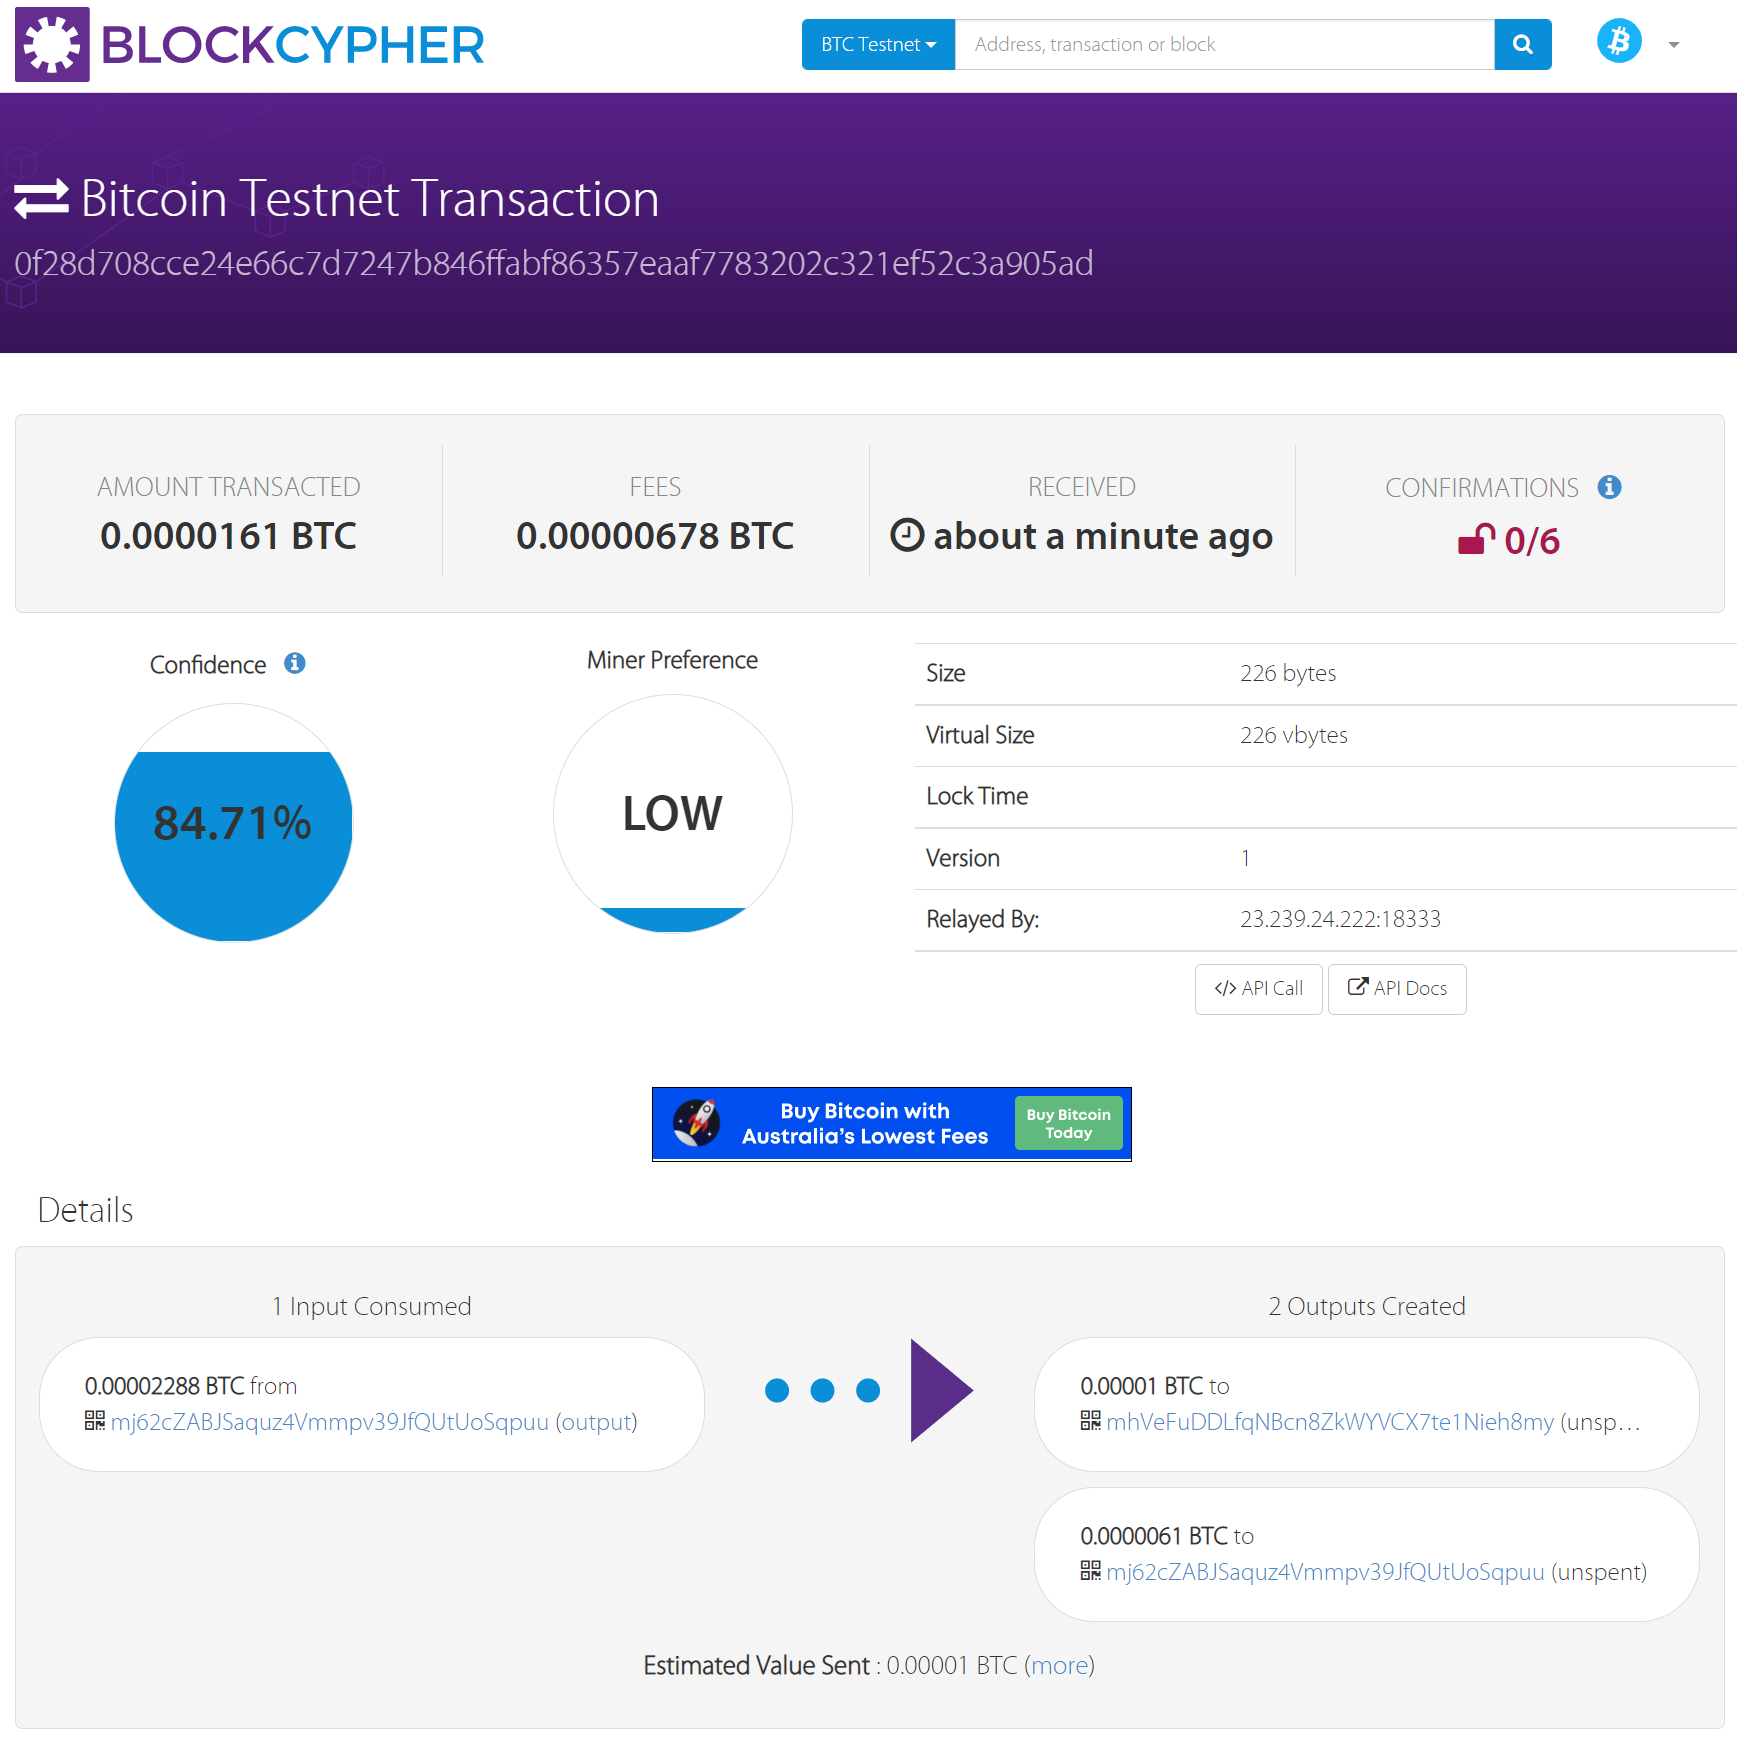 BLOCKCYPHER
BTC Testnet
Address, transaction or block
Bitcoin Testnet Transaction
0f28d708cce24e66c7d7247b846ffabf86357eaaf7783202c321ef52c3a905ad
AMOUNT TRANSACTED
0.0000161 BTC
FEES
0.00000678 BTC
RECEIVED
about a minute ago
CONFIRMATIONS
0/6
Confidence
84.71%
Miner Preference
LOW
Size 226 bytes
Virtual Size 226 vbytes
Lock Time
Version 1
Relayed By: 23.239.24.222:18333
</> API Call
API Docs
Buy Bitcoin with
Australia's Lowest Fees
Buy Bitcoin
Today
Details
1 Input Consumed
0.00002288 BTC from
mj62cZABJSaquz4Vmmpv39JfQUtUoSqpuu (output)
2 Outputs Created
0.00001 BTC to
mhVeFuDDLfqNBcn8ZkWYVCX7te1Nieh8my (unsp...
0.0000061 BTC to
mj62cZABJSaquz4Vmmpv39JfQUtUoSqpuu (unspent)
Estimated Value Sent : 0.00001 BTC (more)